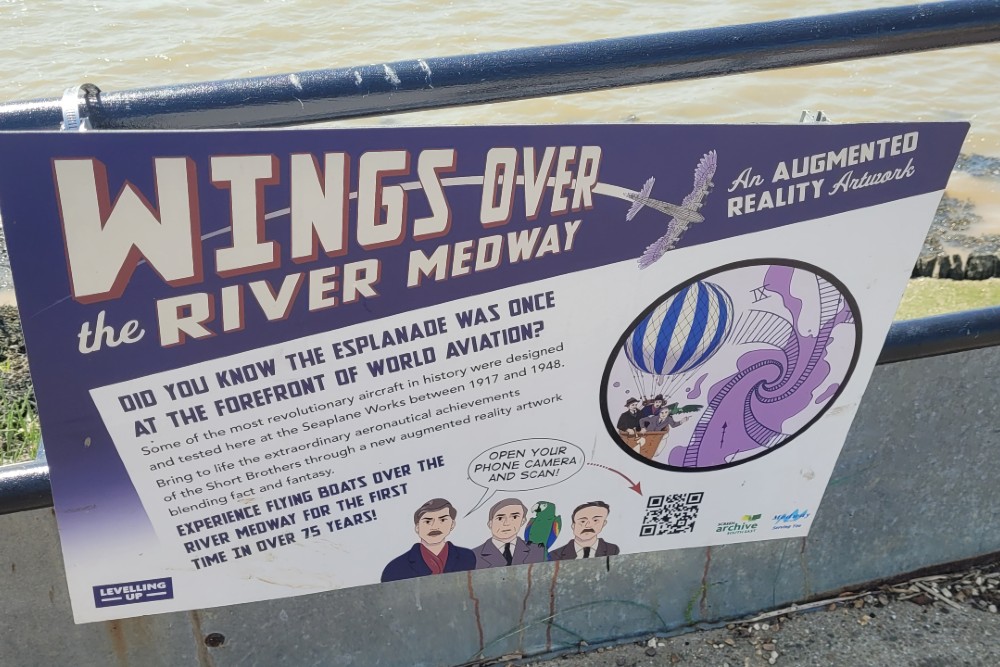 WINGS OVER
the RIVER MEDWAY
An AUGMENTED
REALITY Artwork
DID YOU KNOW THE ESPLANADE WAS ONCE
AT THE FOREFRONT OF WORLD AVIATION?
Some of the most revolutionary aircraft in history were designed
and tested here at the Seaplane Works between 1917 and 1948.
Bring to life the extraordinary aeronautical achievements
of the Short Brothers through a new augmented reality artwork
blending fact and fantasy.
EXPERIENCE FLYING BOATS OVER THE
RIVER MEDWAY FOR THE FIRST
TIME IN OVER 75 YEARS!
OPEN YOUR
PHONE CAMERA
AND SCAN!
IX
LEVELLING
UP
archive
Medway